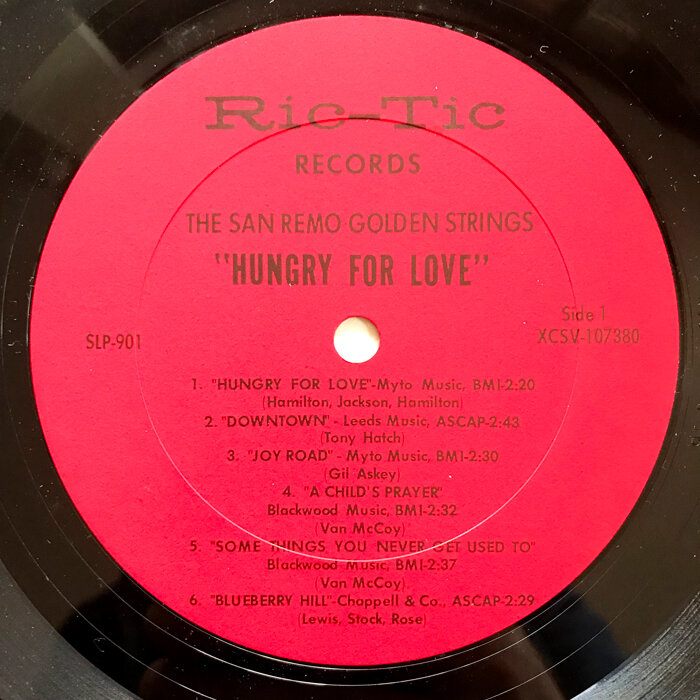 Ric-Tic
RECORDS
THE SAN REMO GOLDEN STRINGS
"HUNGRY FOR LOVE"
Side 1
SLP-901
XCSV-107380
1. "HUNGRY FOR LOVE"-Myto Music, BMI-2:20
(Hamilton, Jackson, Hamilton)
2. "DOWNTOWN" - Leeds Music, ASCAP-2:43
(Tony Hatch)
3. "JOY ROAD" - Myto Music, BMI-2:30
(Gil Askey)
4. "A CHILD'S PRAYER"
Blackwood Music, BMI-2:32
(Van McCoy)
5. "SOME THINGS YOU NEVER GET USED TO"
Blackwood Music, BMI-2:37
(Van McCoy)
6. "BLUEBERRY HILL"-Chappell & Co., ASCAP-2:29
(Lewis, Stock, Rose)